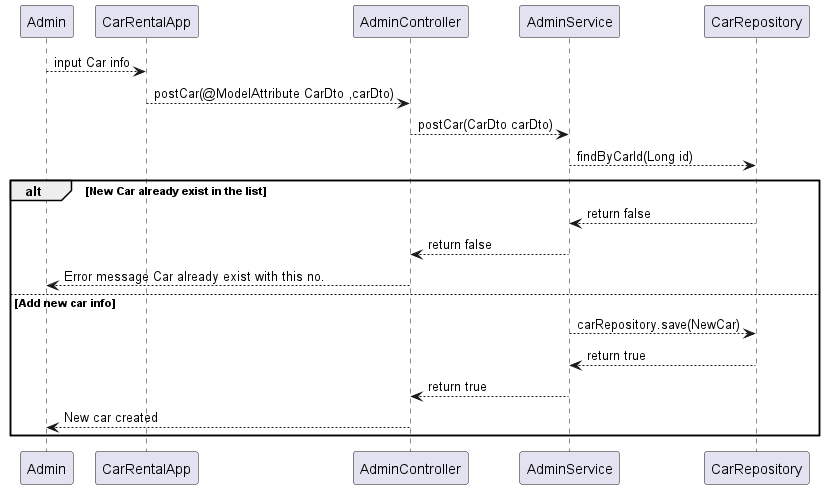 Admin CarRentalApp AdminController AdminService CarRepository
input Car info
postCar(@ModelAttribute CarDto ,carDto)
postCar(CarDto carDto)
findByCarId(Long id)
alt [New Car already exist in the list]
return false
return false
Error message Car already exist with this no.
[Add new car info]
carRepository.save(NewCar)
return true
return true
New car created
Admin CarRentalApp AdminController AdminService CarRepository